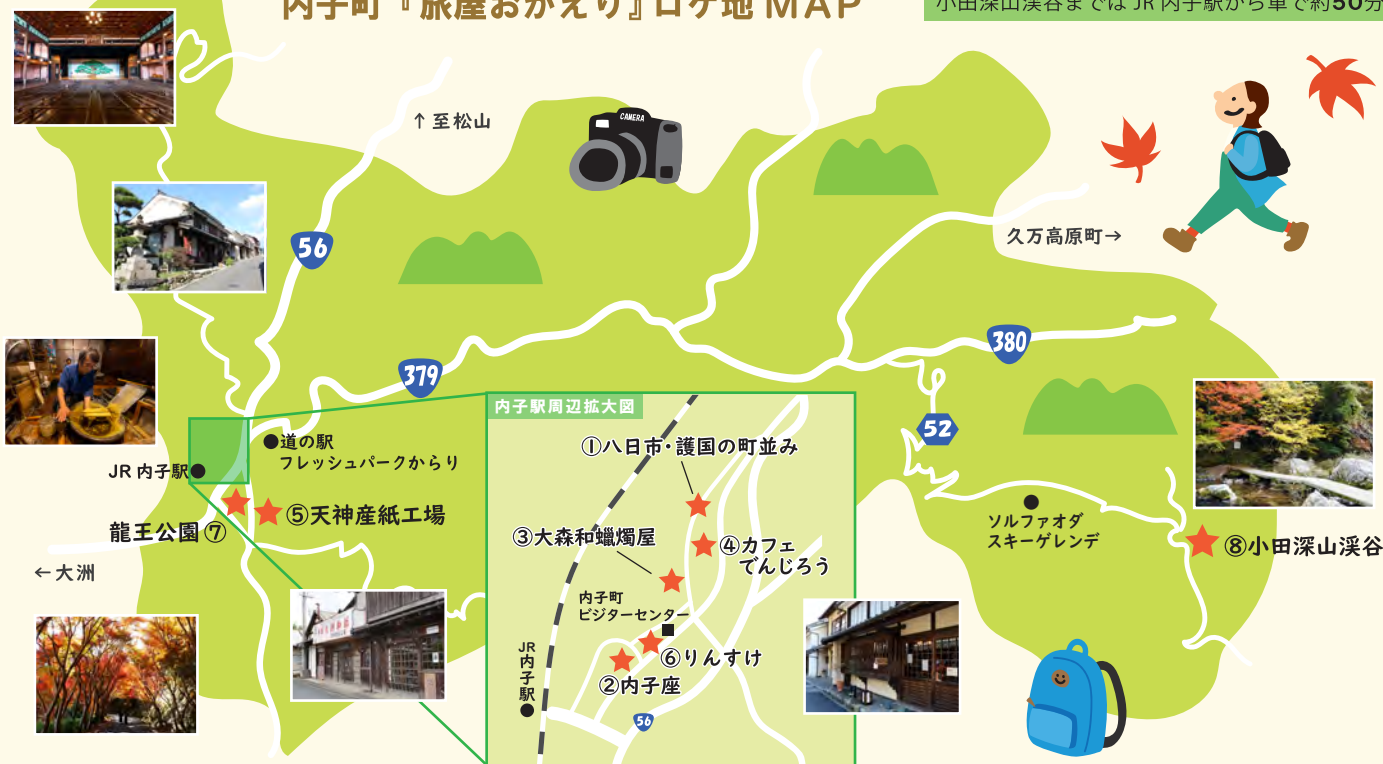 内子町『旅屋おかえり』ロケ地 MAP
小田深山渓谷までは JR 内子駅から車で約50分
↑至松山
CAMERA
久万高原町→
56
379
380
52
内子駅周辺拡大図
①八日市・護国の町並み
③大森和蠟燭屋
④カフェ
でんじろう
内子町
ビジターセンター
⑥りんすけ
②内子座
JR
内子駅
56
●道の駅
フレッシュパークからり
JR 内子駅●
⑤天神産紙工場
龍王公園⑦
←大洲
ソルファオダ
スキーゲレンデ
⑧小田深山渓谷